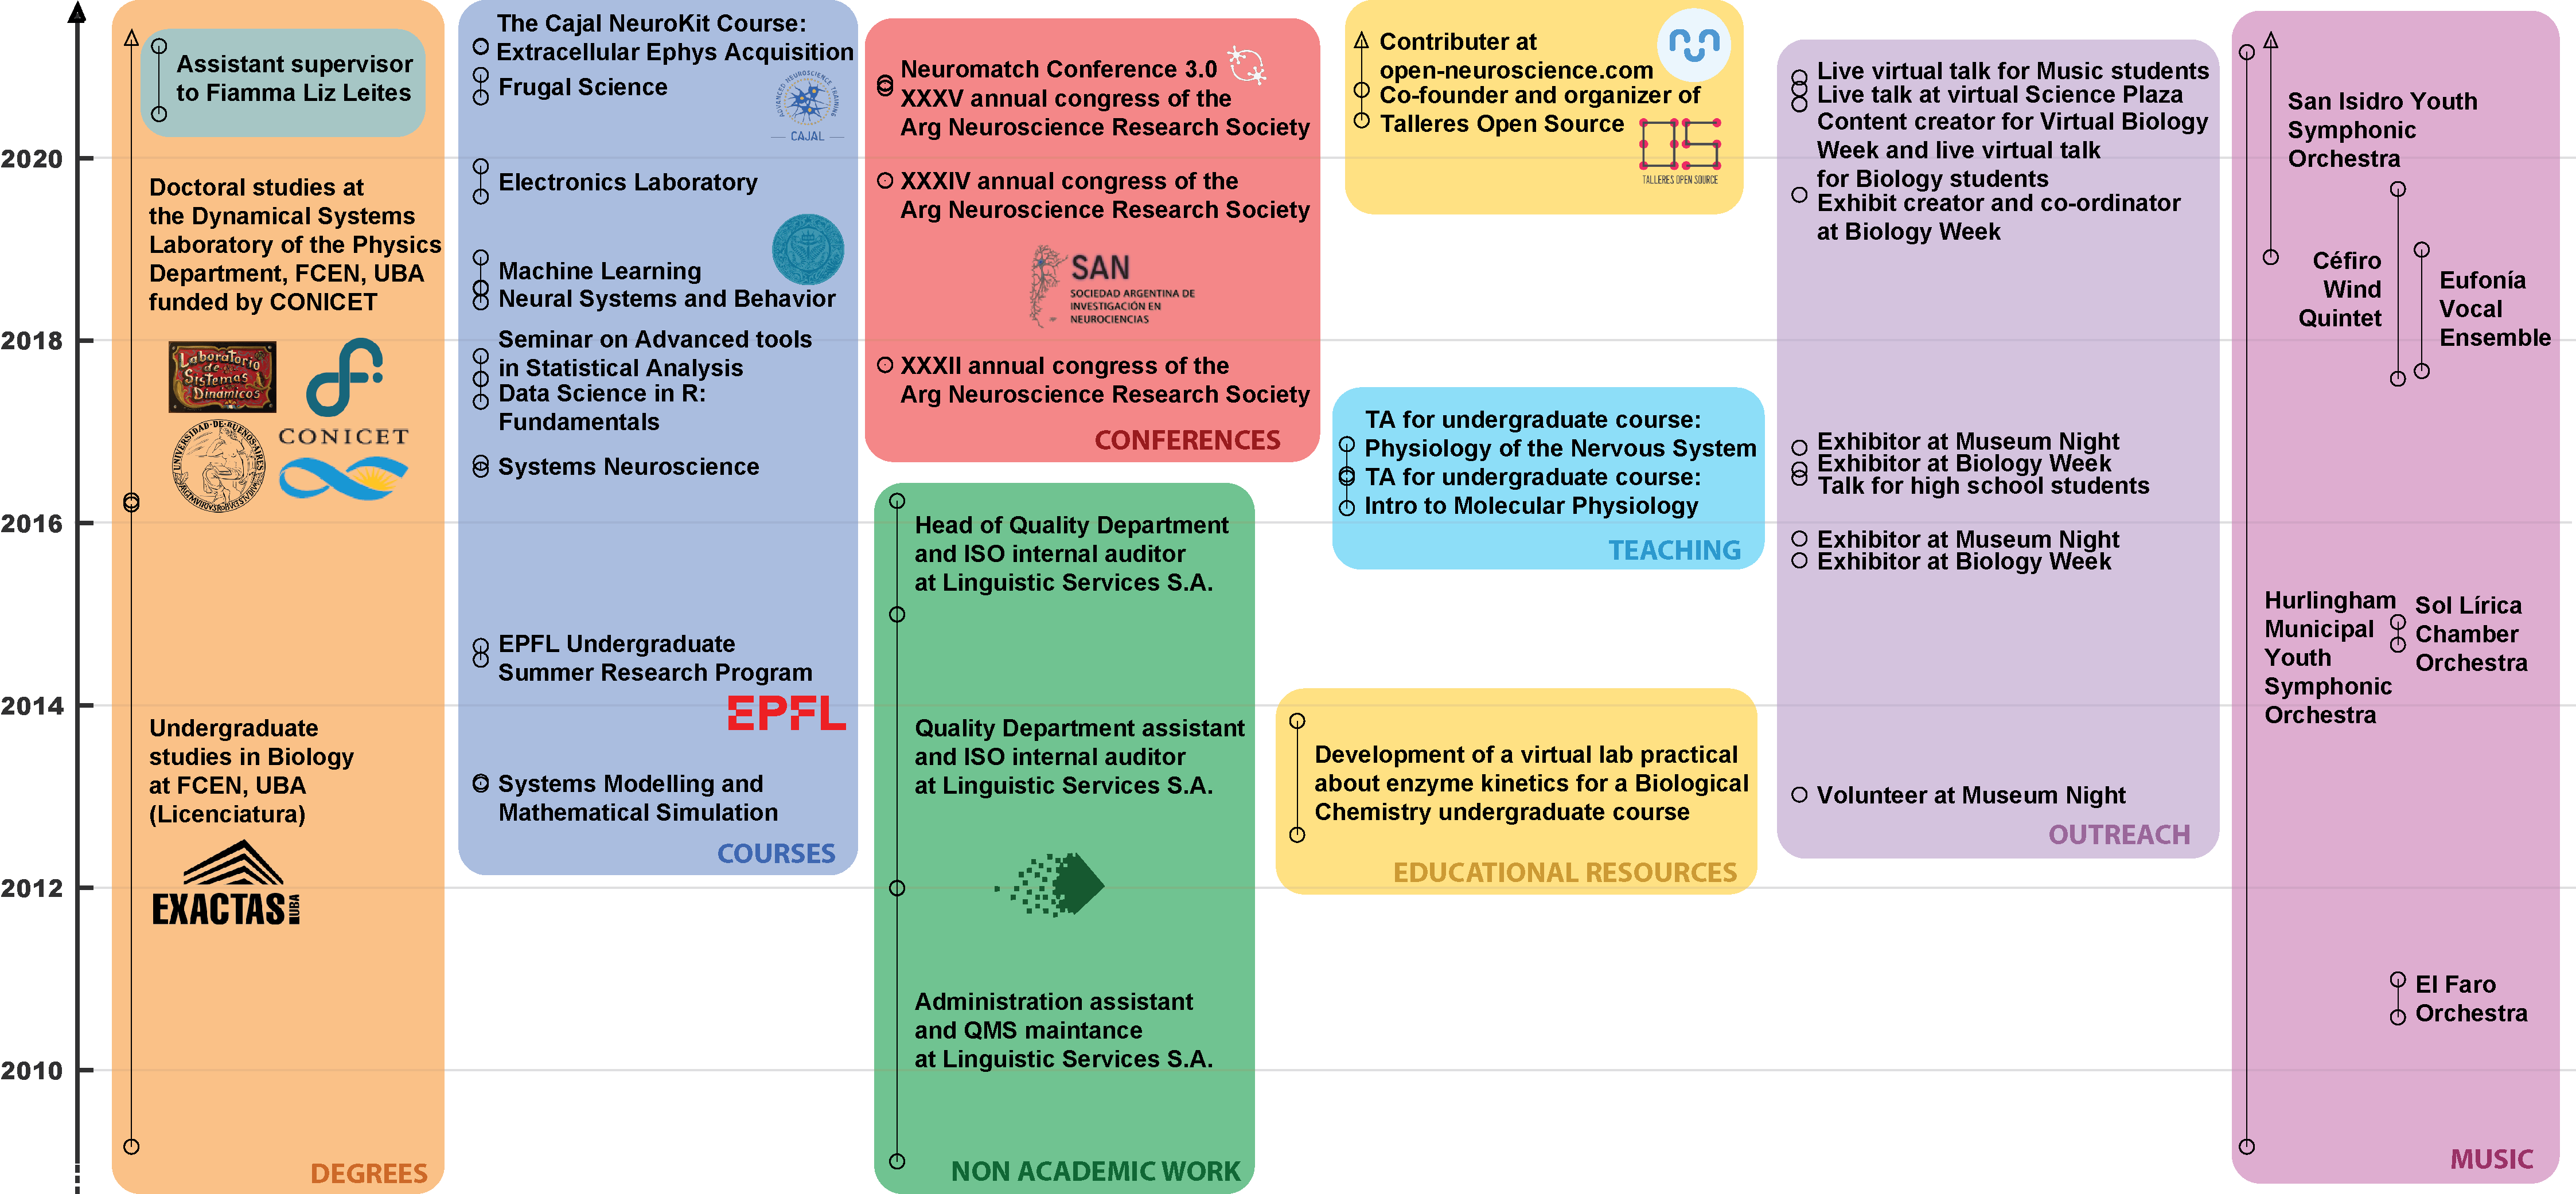 2020
2018
2016
2014
2012
2010
Assistant supervisor
to Fiamma Liz Leites
Doctoral studies at
the Dynamical Systems
Laboratory of the Physics
Department, FCEN, UBA
funded by CONICET
Laboratorio
de
Sistemas
Dinámicos
CONICET
Undergraduate
studies in Biology
at FCEN, UBA
(Licenciatura)
EXACTAS
UBA
DEGREES
The Cajal NeuroKit Course:
Extracellular Ephys Acquisition
Frugal Science
ADVANCED NEUROSCIENCE TRAINING
CAJAL
Electronics Laboratory
Machine Learning
Neural Systems and Behavior
Seminar on Advanced tools
in Statistical Analysis
Data Science in R:
Fundamentals
Systems Neuroscience
EPFL Undergraduate
Summer Research Program
EPFL
Systems Modelling and
Mathematical Simulation
COURSES
Neuromatch Conference 3.0
XXXV annual congress of the
Arg Neuroscience Research Society
XXXIV annual congress of the
Arg Neuroscience Research Society
SAN
SOCIEDAD ARGENTINA DE
INVESTIGACIÓN EN
NEUROCIENCIAS
XXXII annual congress of the
Arg Neuroscience Research Society
CONFERENCES
Head of Quality Department
and ISO internal auditor
at Linguistic Services S.A.
Quality Department assistant
and ISO internal auditor
at Linguistic Services S.A.
Administration assistant
and QMS maintance
at Linguistic Services S.A.
NON ACADEMIC WORK
Contributer at
open-neuroscience.com
Co-founder and organizer of
Talleres Open Source
TALLERES OPEN SOURCE
TA for undergraduate course:
Physiology of the Nervous System
TA for undergraduate course:
Intro to Molecular Physiology
TEACHING
Development of a virtual lab practical
about enzyme kinetics for a Biological
Chemistry undergraduate course
EDUCATIONAL RESOURCES
Live virtual talk for Music students
Live talk at virtual Science Plaza
Content creator for Virtual Biology
Week and live virtual talk
for Biology students
Exhibit creator and co-ordinator
at Biology Week
Exhibitor at Museum Night
Exhibitor at Biology Week
Talk for high school students
Exhibitor at Museum Night
Exhibitor at Biology Week
Volunteer at Museum Night
OUTREACH
San Isidro Youth
Symphonic
Orchestra
Céfiro
Wind
Quintet
Eufonía
Vocal
Ensemble
Hurlingham
Municipal
Youth
Symphonic
Orchestra
Sol Lírica
Chamber
Orchestra
El Faro
Orchestra
MUSIC